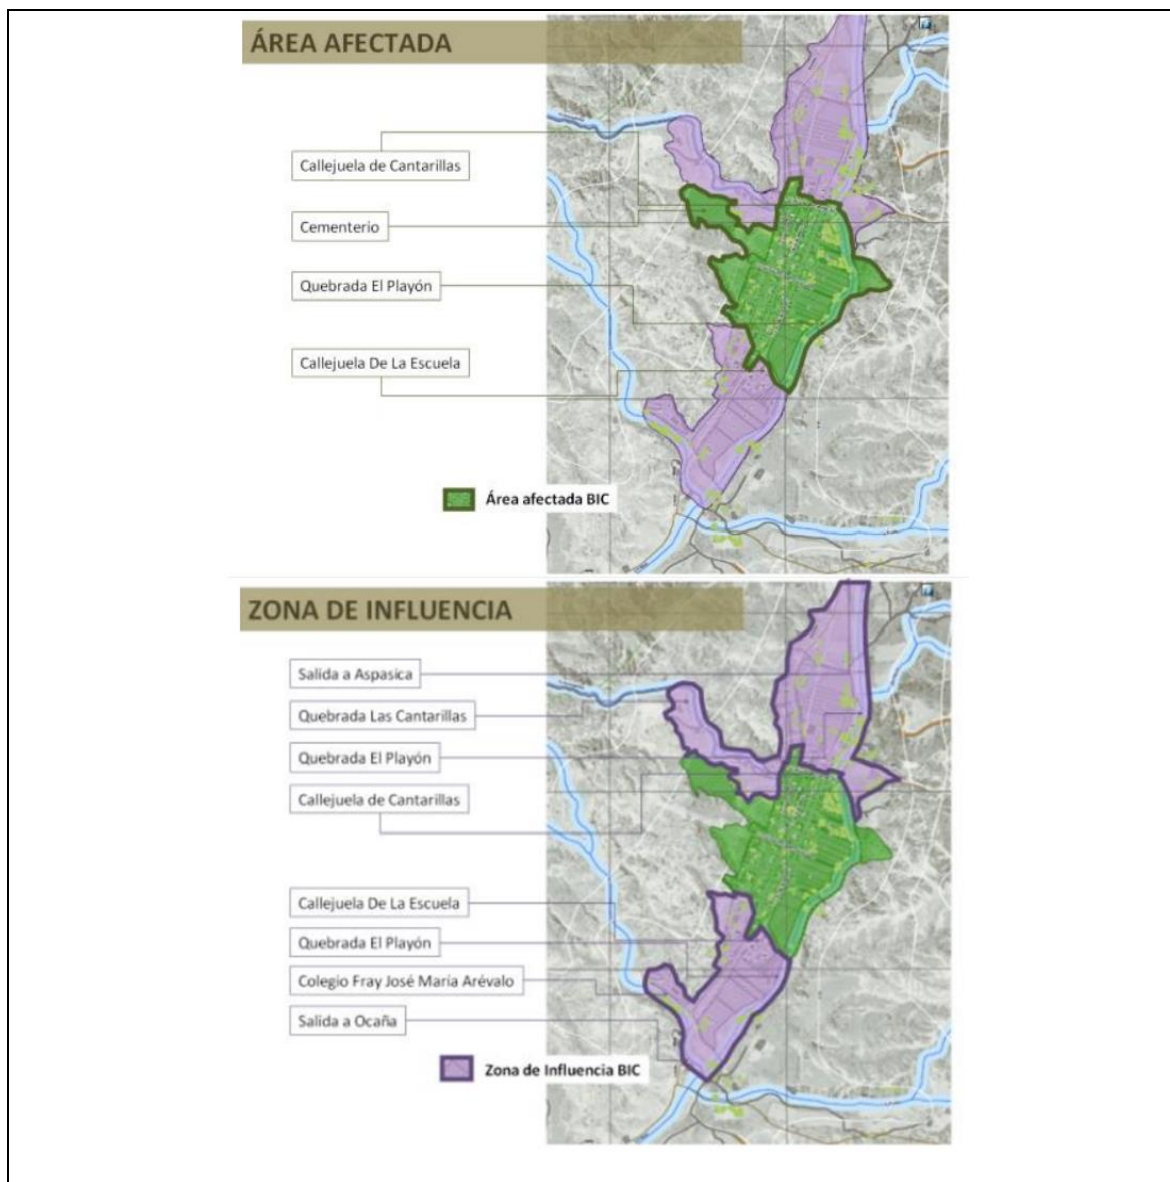 ÁREA AFECTADA
Callejuela de Cantarillas
Cementerio
Quebrada El Playón
Callejuela De La Escuela
Área afectada BIC
ZONA DE INFLUENCIA
Salida a Aspasica
Quebrada Las Cantarillas
Quebrada El Playón
Callejuela de Cantarillas
Callejuela De La Escuela
Quebrada El Playón
Colegio Fray José María Arévalo
Salida a Ocaña
Zona de Influencia BIC